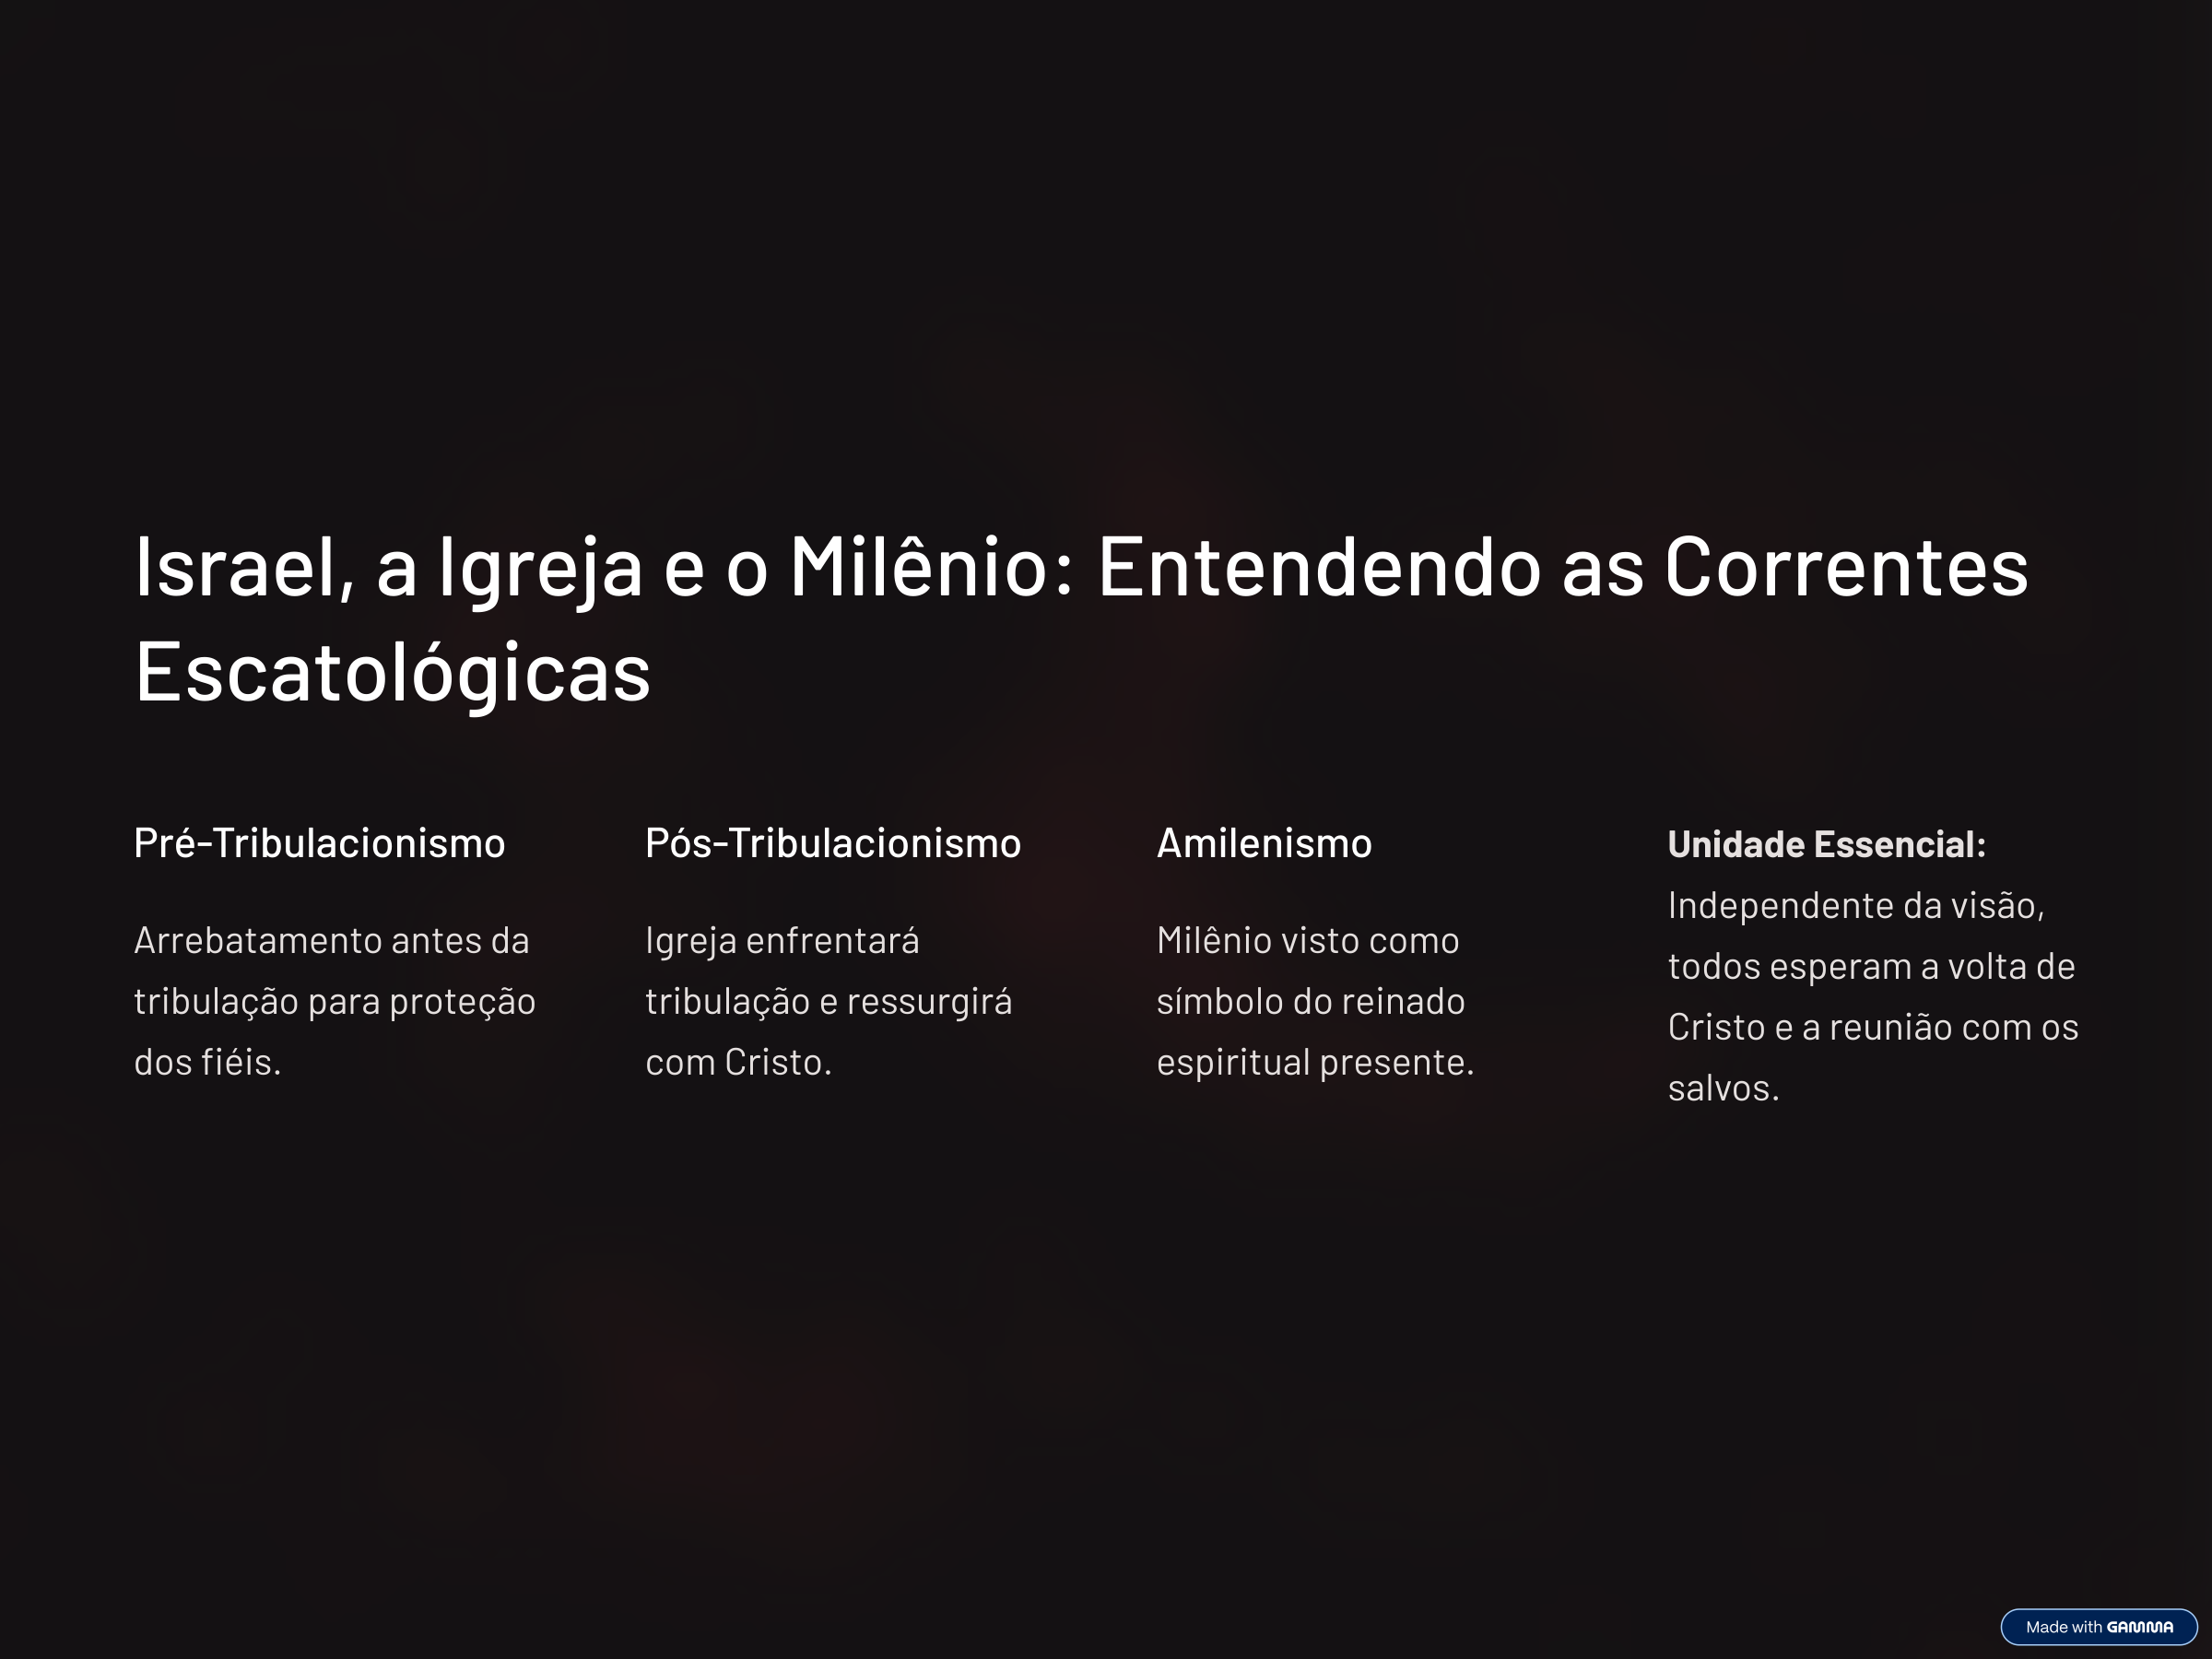 Israel, a Igreja e o Milênio: Entendendo as Correntes
Escatológicas
Pré-Tribulacionismo
Arrebatamento antes da
tribulação para proteção
dos fiéis.
Pós-Tribulacionismo
Igreja enfrentará
tribulação e ressurgirá
com Cristo.
Amilenismo
Milênio visto como
símbolo do reinado
espiritual presente.
Unidade Essencial:
Independente da visão,
todos esperam a volta de
Cristo e a reunião com os
salvos.
Made with GAMMA